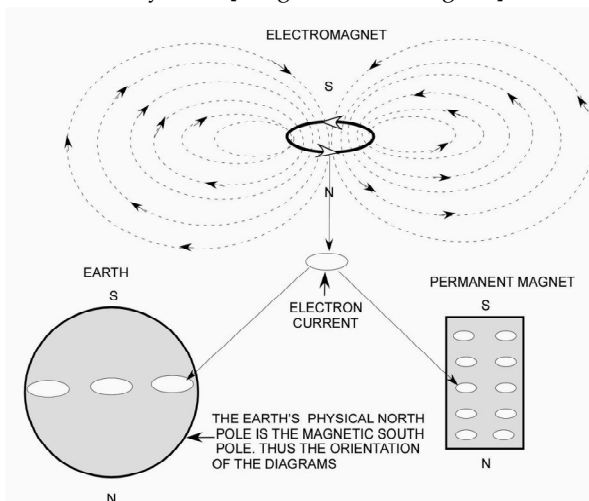 ELECTROMAGNET
S
N
EARTH
S
ELECTRON
CURRENT
PERMANENT MAGNET
S
THE EARTH'S PHYSICAL NORTH
POLE IS THE MAGNETIC SOUTH
POLE. THUS THE ORIENTATION
OF THE DIAGRAMS
N
N